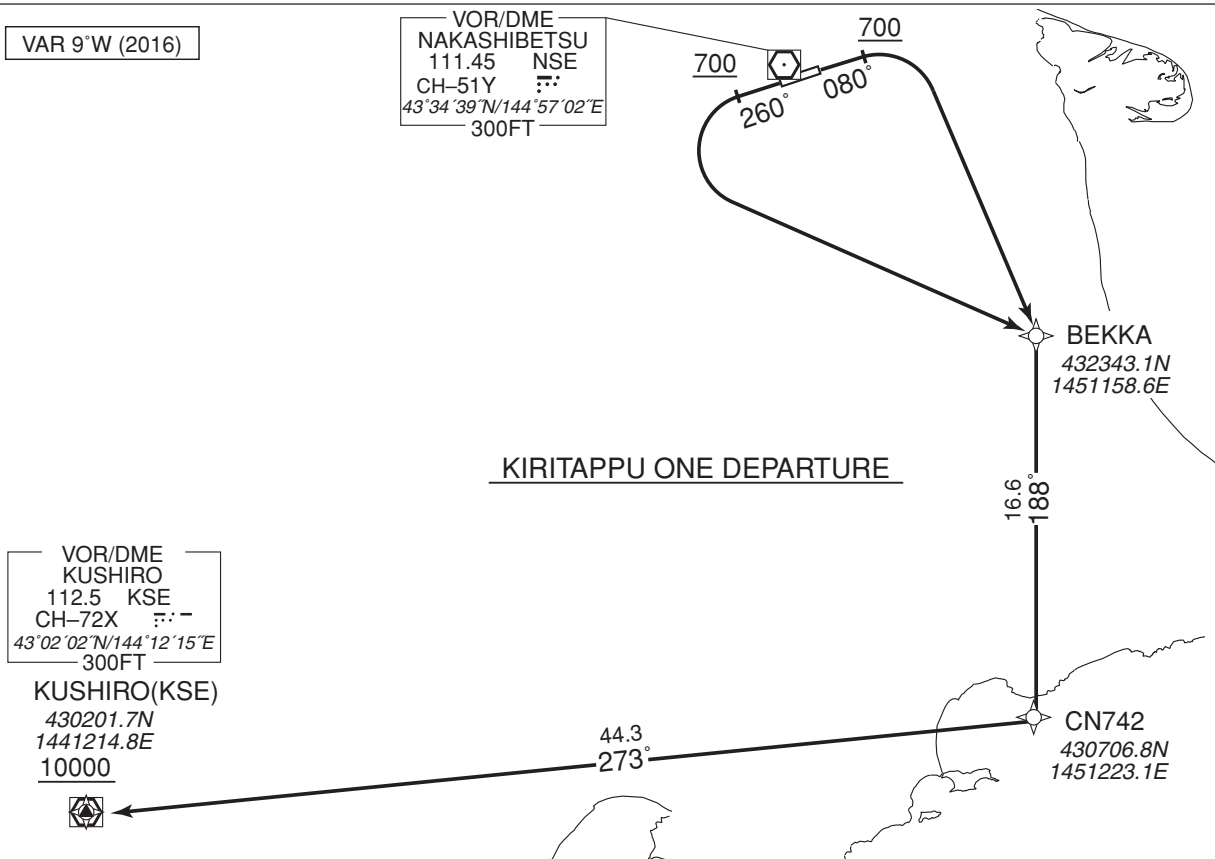 VAR 9°W (2016)
VOR/DME
NAKASHIBETSU
111.45 NSE
CH–51Y
43°34´39˝N/144°57´02˝E
300FT
700
700
260°
080°
BEKKA
432343.1N
1451158.6E
KIRITAPPU ONE DEPARTURE
16.6
188°
VOR/DME
KUSHIRO
112.5 KSE
CH–72X
43°02´02˝N/144°12´15˝E
300FT
KUSHIRO(KSE)
430201.7N
1441214.8E
10000
44.3
273°
CN742
430706.8N
1451223.1E